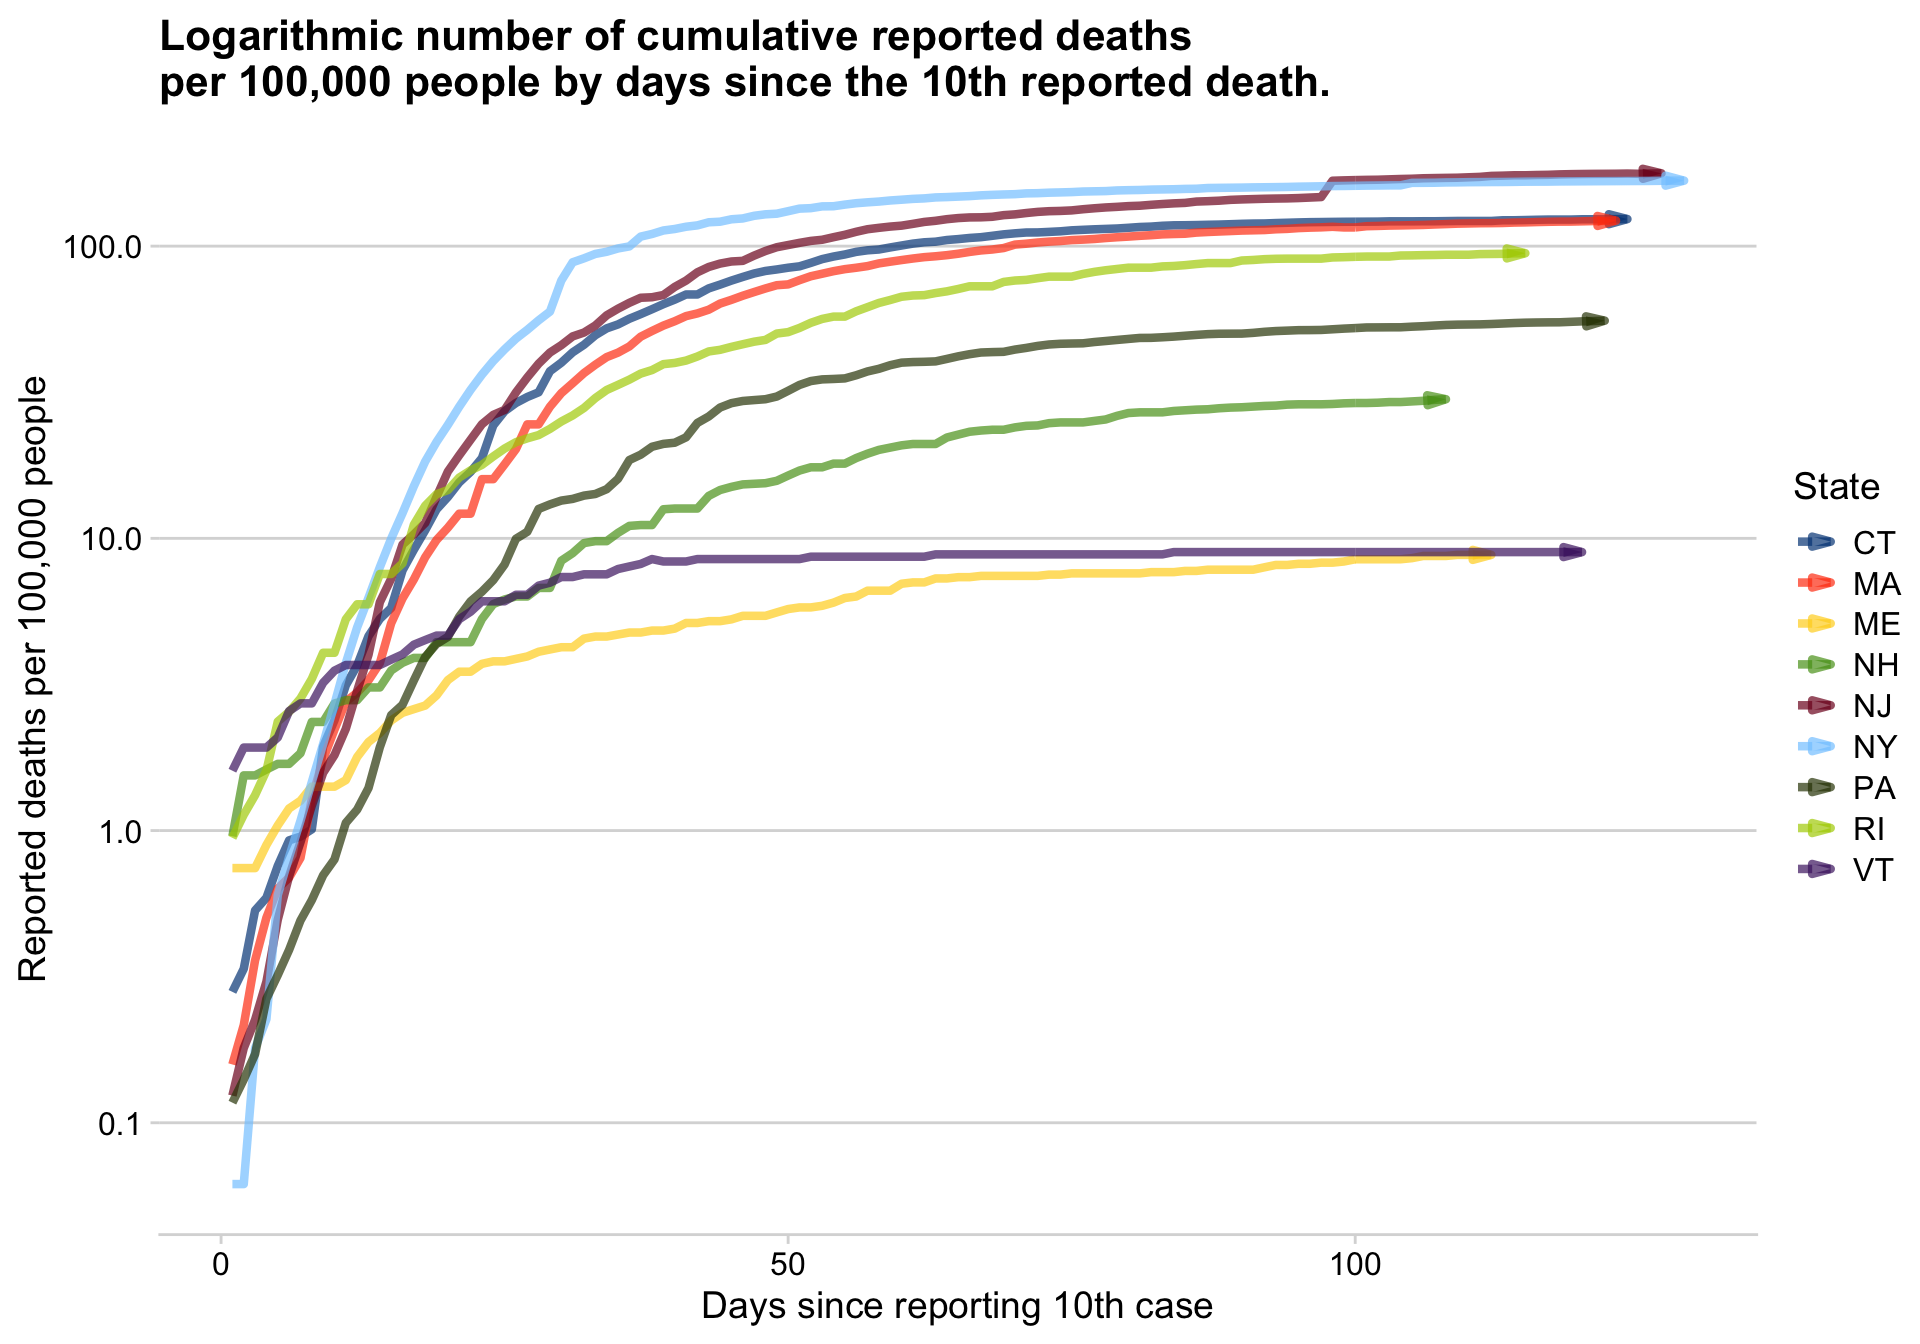 Logarithmic number of cumulative reported deaths
per 100,000 people by days since the 10th reported death.
Reported deaths per 100,000 people
100.0
10.0
1.0
0.1
0
50
100
Days since reporting 10th case
State
CT
MA
ME
NH
NJ
NY
PA
RI
VT